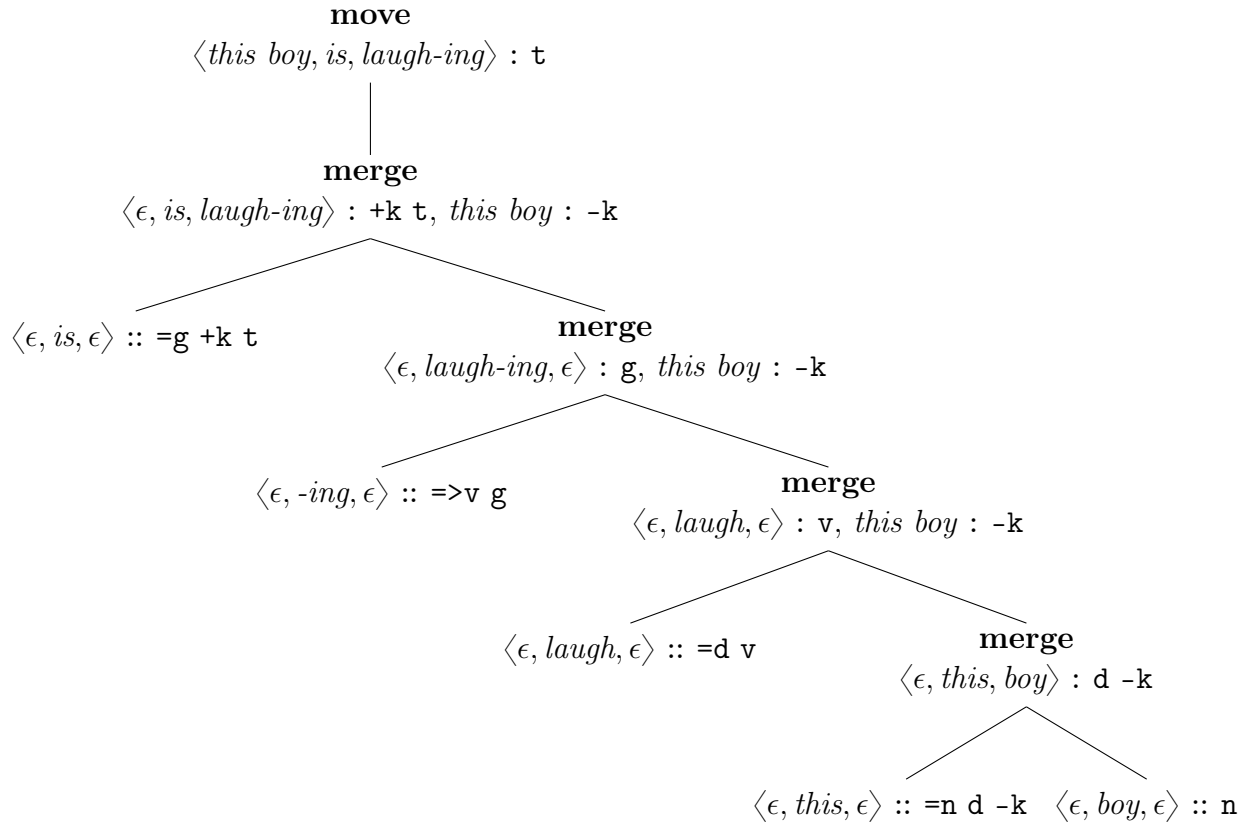 move
⟨this boy, is, laugh-ing⟩ : t
merge
⟨ϵ, is, laugh-ing⟩ : +k t, this boy : -k
⟨ϵ, is, ϵ⟩ :: =g +k t
merge
⟨ϵ, laugh-ing, ϵ⟩ : g, this boy : -k
⟨ϵ, -ing, ϵ⟩ :: =>v g
merge
⟨ϵ, laugh, ϵ⟩ : v, this boy : -k
⟨ϵ, laugh, ϵ⟩ :: =d v
merge
⟨ϵ, this, boy⟩ : d -k
⟨ϵ, this, ϵ⟩ :: =n d -k ⟨ϵ, boy, ϵ⟩ :: n